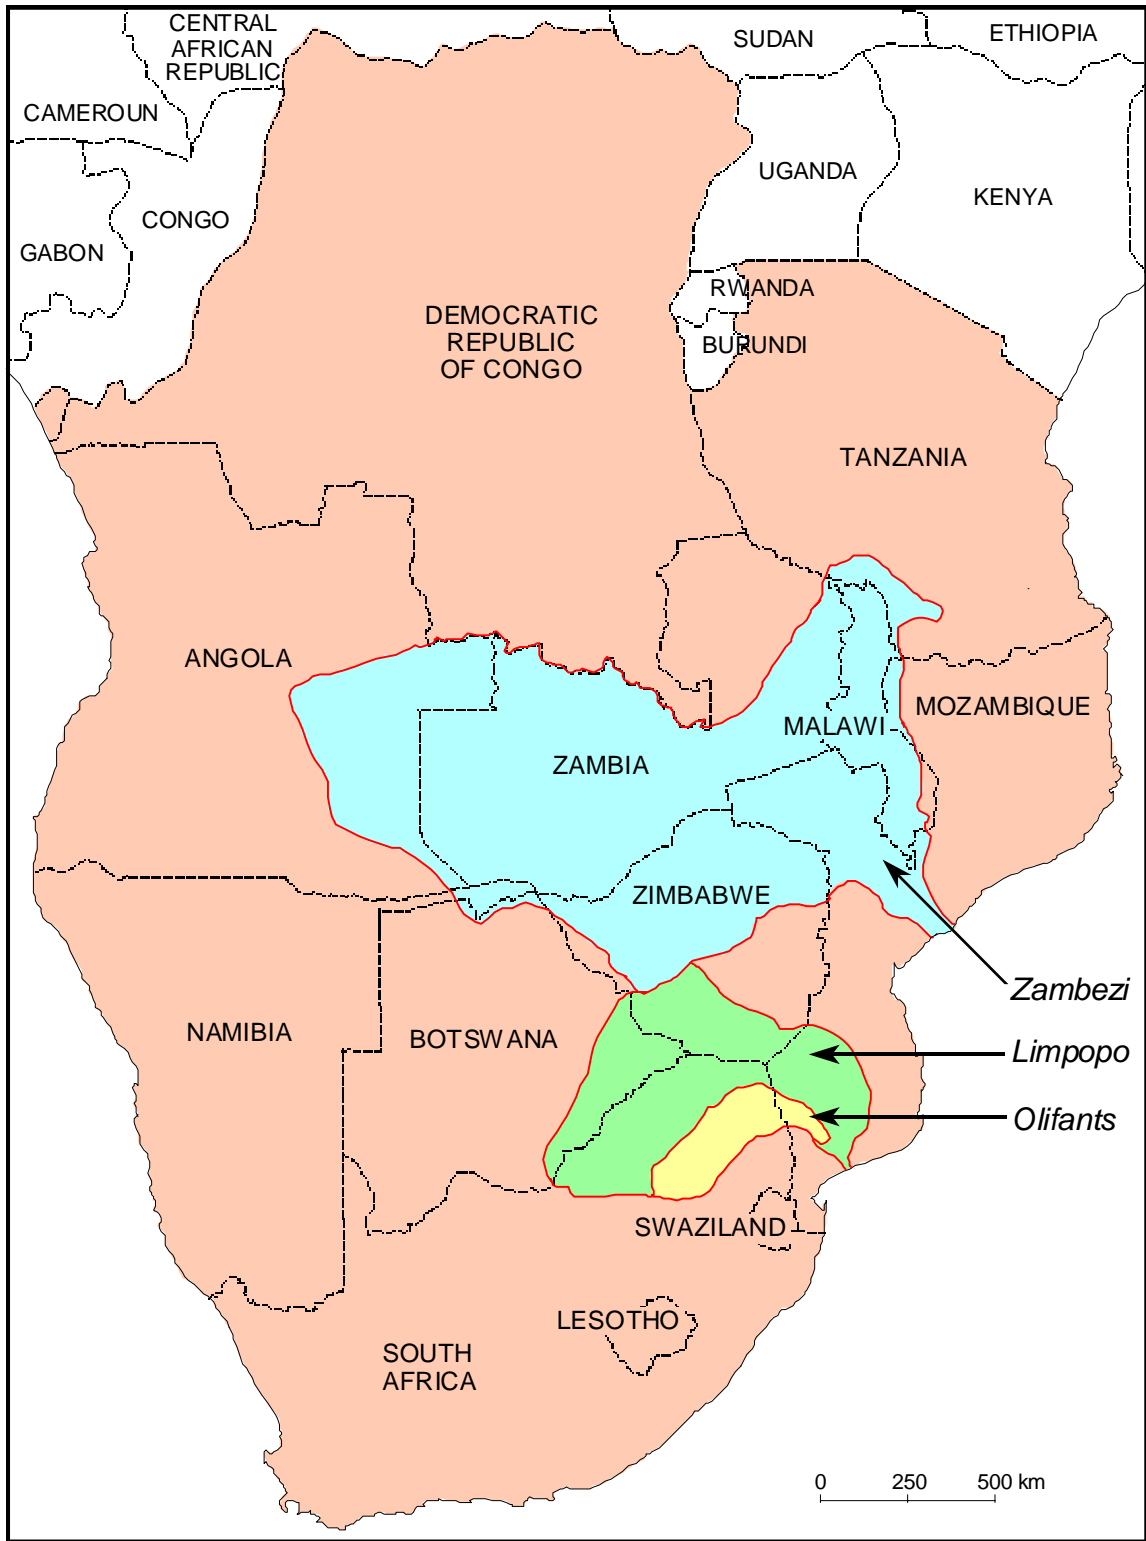 CENTRAL
AFRICAN
REPUBLIC
SUDAN
ETHIOPIA
CAMEROUN
UGANDA
KENYA
CONGO
GABON
RWANDA
DEMOCRATIC
REPUBLIC
OF CONGO
BURUNDI
TANZANIA
ANGOLA
MOZAMBIQUE
MALAWI
ZAMBIA
ZIMBABWE
Zambezi
NAMIBIA
BOTSWANA
Limpopo
Olifants
SWAZILAND
LESOTHO
SOUTH
AFRICA
0 250 500 km